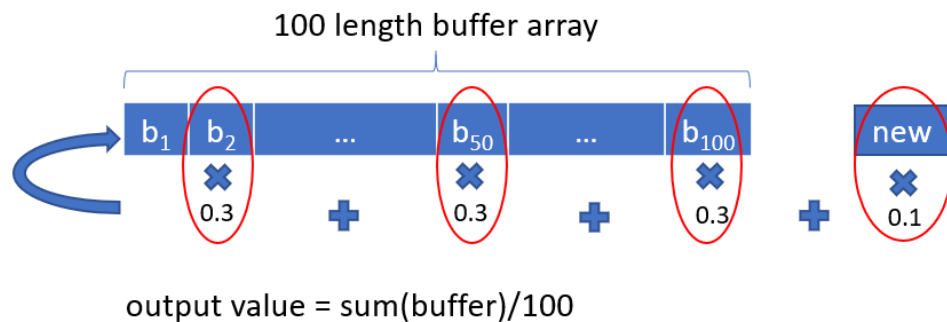 100 length buffer array
b₁ b₂ ... b₅₀ ... b₁₀₀ new
0.3 0.3 0.3 0.1
output value = sum(buffer)/100